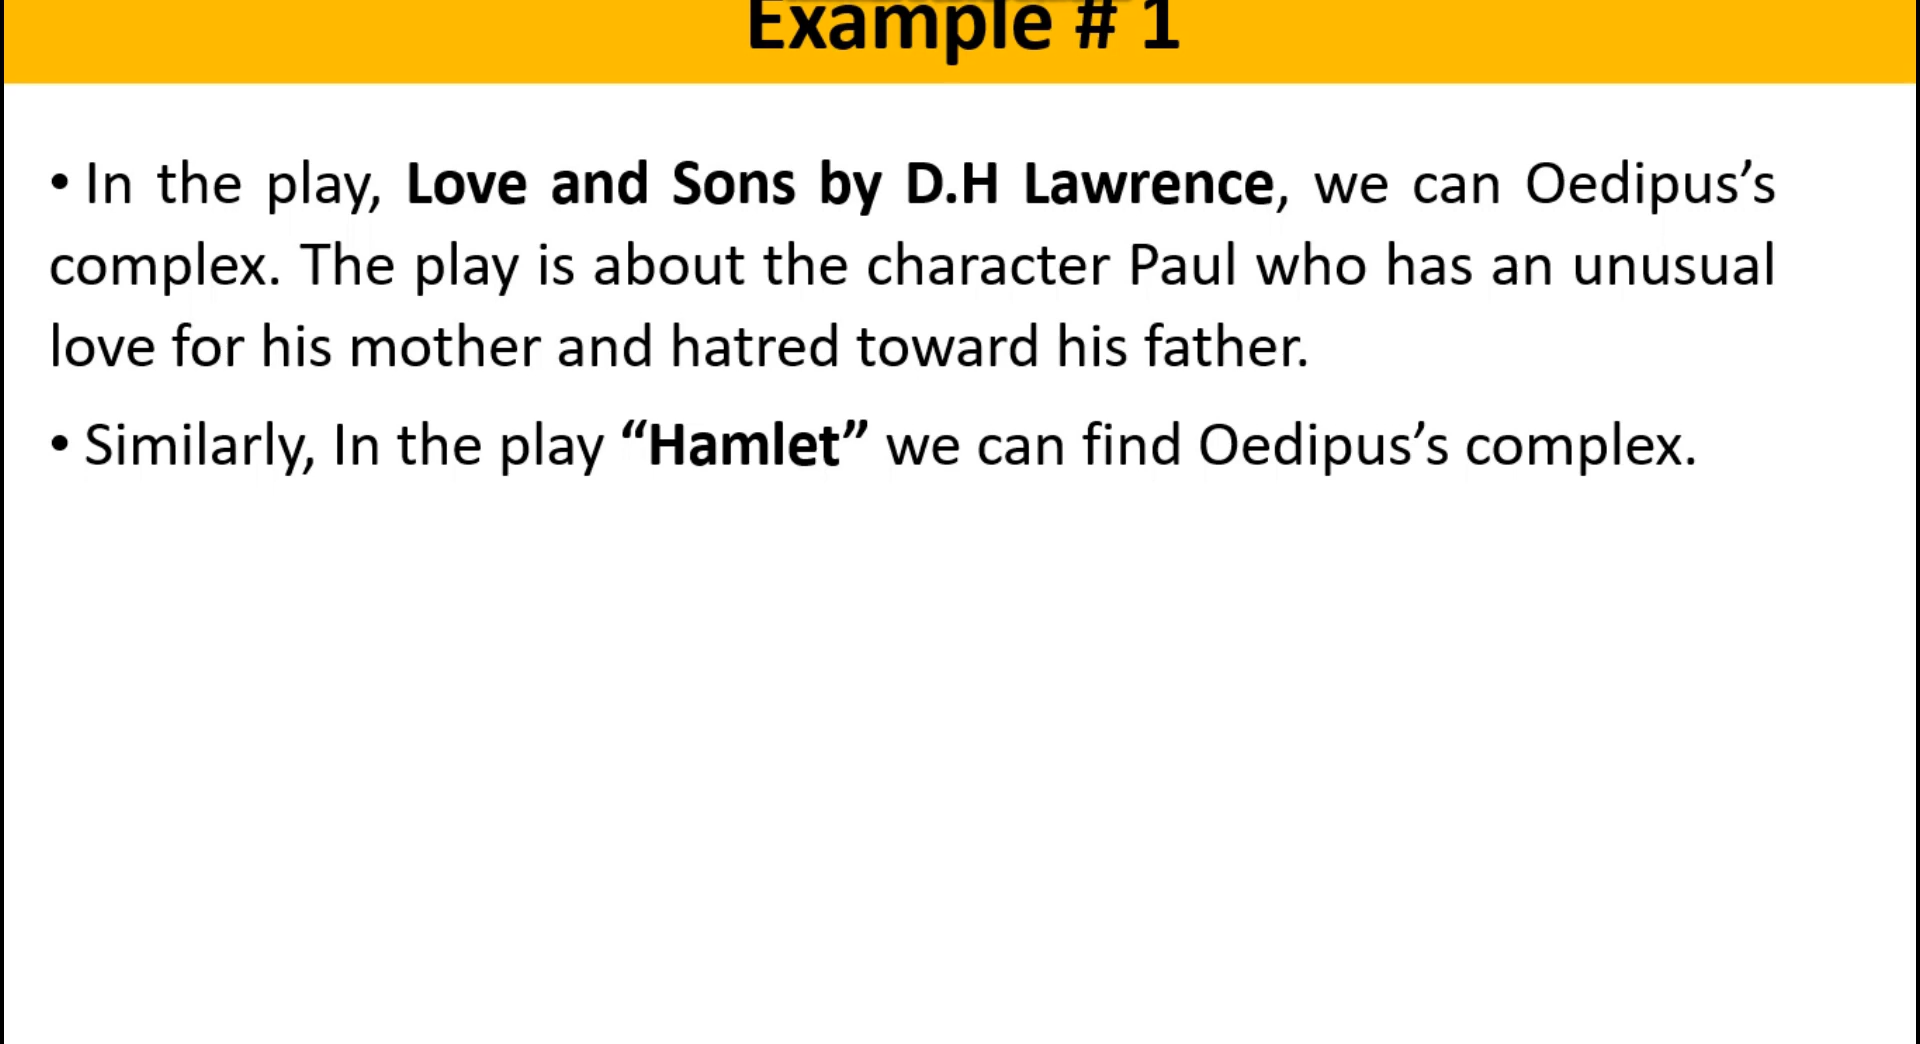 Example # 1
• In the play, Love and Sons by D.H Lawrence, we can Oedipus’s
complex. The play is about the character Paul who has an unusual
love for his mother and hatred toward his father.
• Similarly, In the play “Hamlet” we can find Oedipus’s complex.